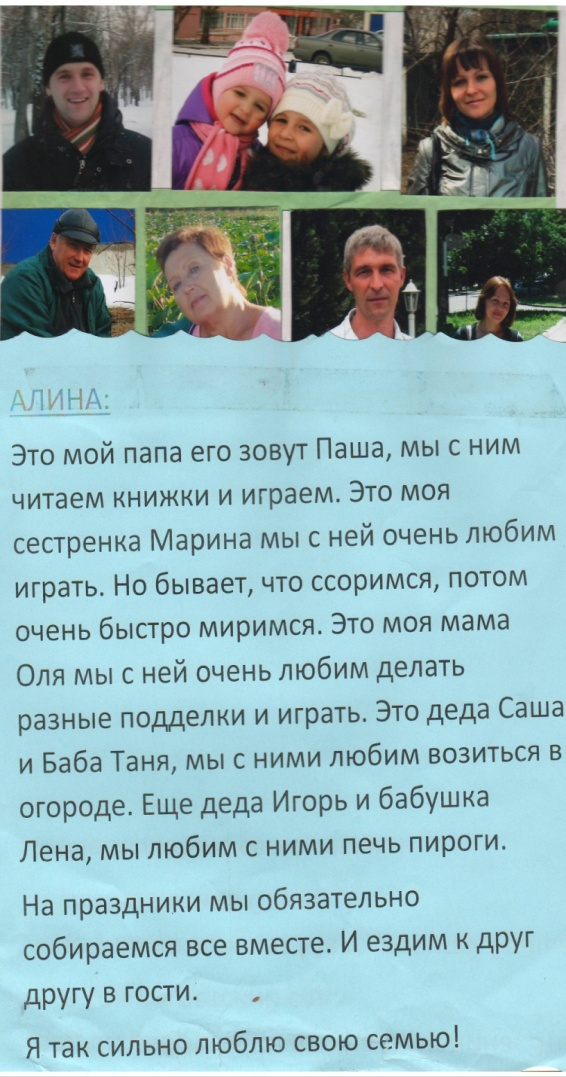 АЛИНА:
Это мой папа его зовут Паша, мы с ним
читаем книжки и играем. Это моя
сестренка Марина мы с ней очень любим
играть. Но бывает, что ссоримся, потом
очень быстро миримся. Это моя мама
Оля мы с ней очень любим делать
разные подделки и играть. Это деда Саша
и Баба Таня, мы с ними любим возиться в
огороде. Еще деда Игорь и бабушка
Лена, мы любим с ними печь пироги.
На праздники мы обязательно
собираемся все вместе. И ездим к друг
другу в гости.
Я так сильно люблю свою семью!